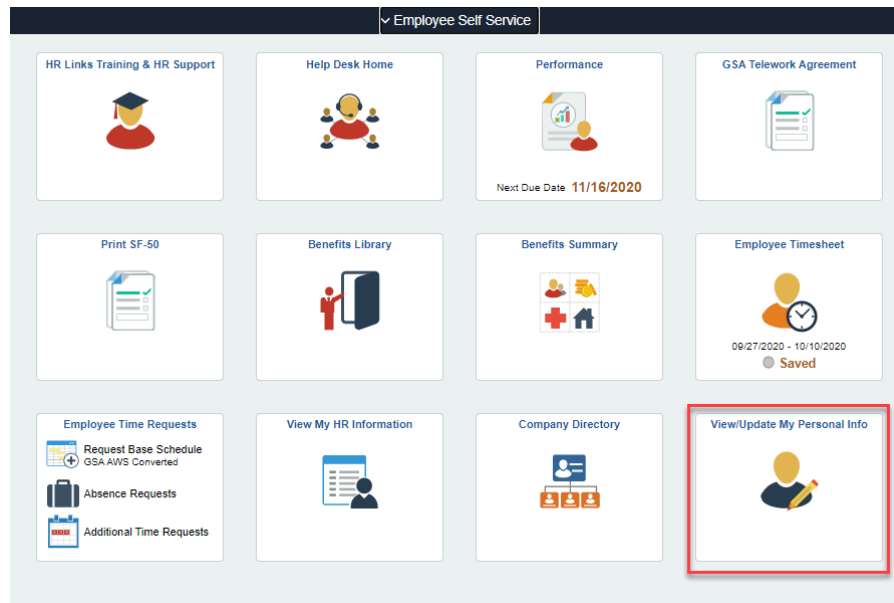 Employee Self Service
HR Links Training & HR Support
Help Desk Home
Performance
Next Due Date 11/16/2020
GSA Telework Agreement
Print SF-50
Benefits Library
Benefits Summary
Employee Timesheet
09/27/2020 - 10/10/2020
Saved
Employee Time Requests
Request Base Schedule
GSA AWS Converted
Absence Requests
Additional Time Requests
View My HR Information
Company Directory
View/Update My Personal Info